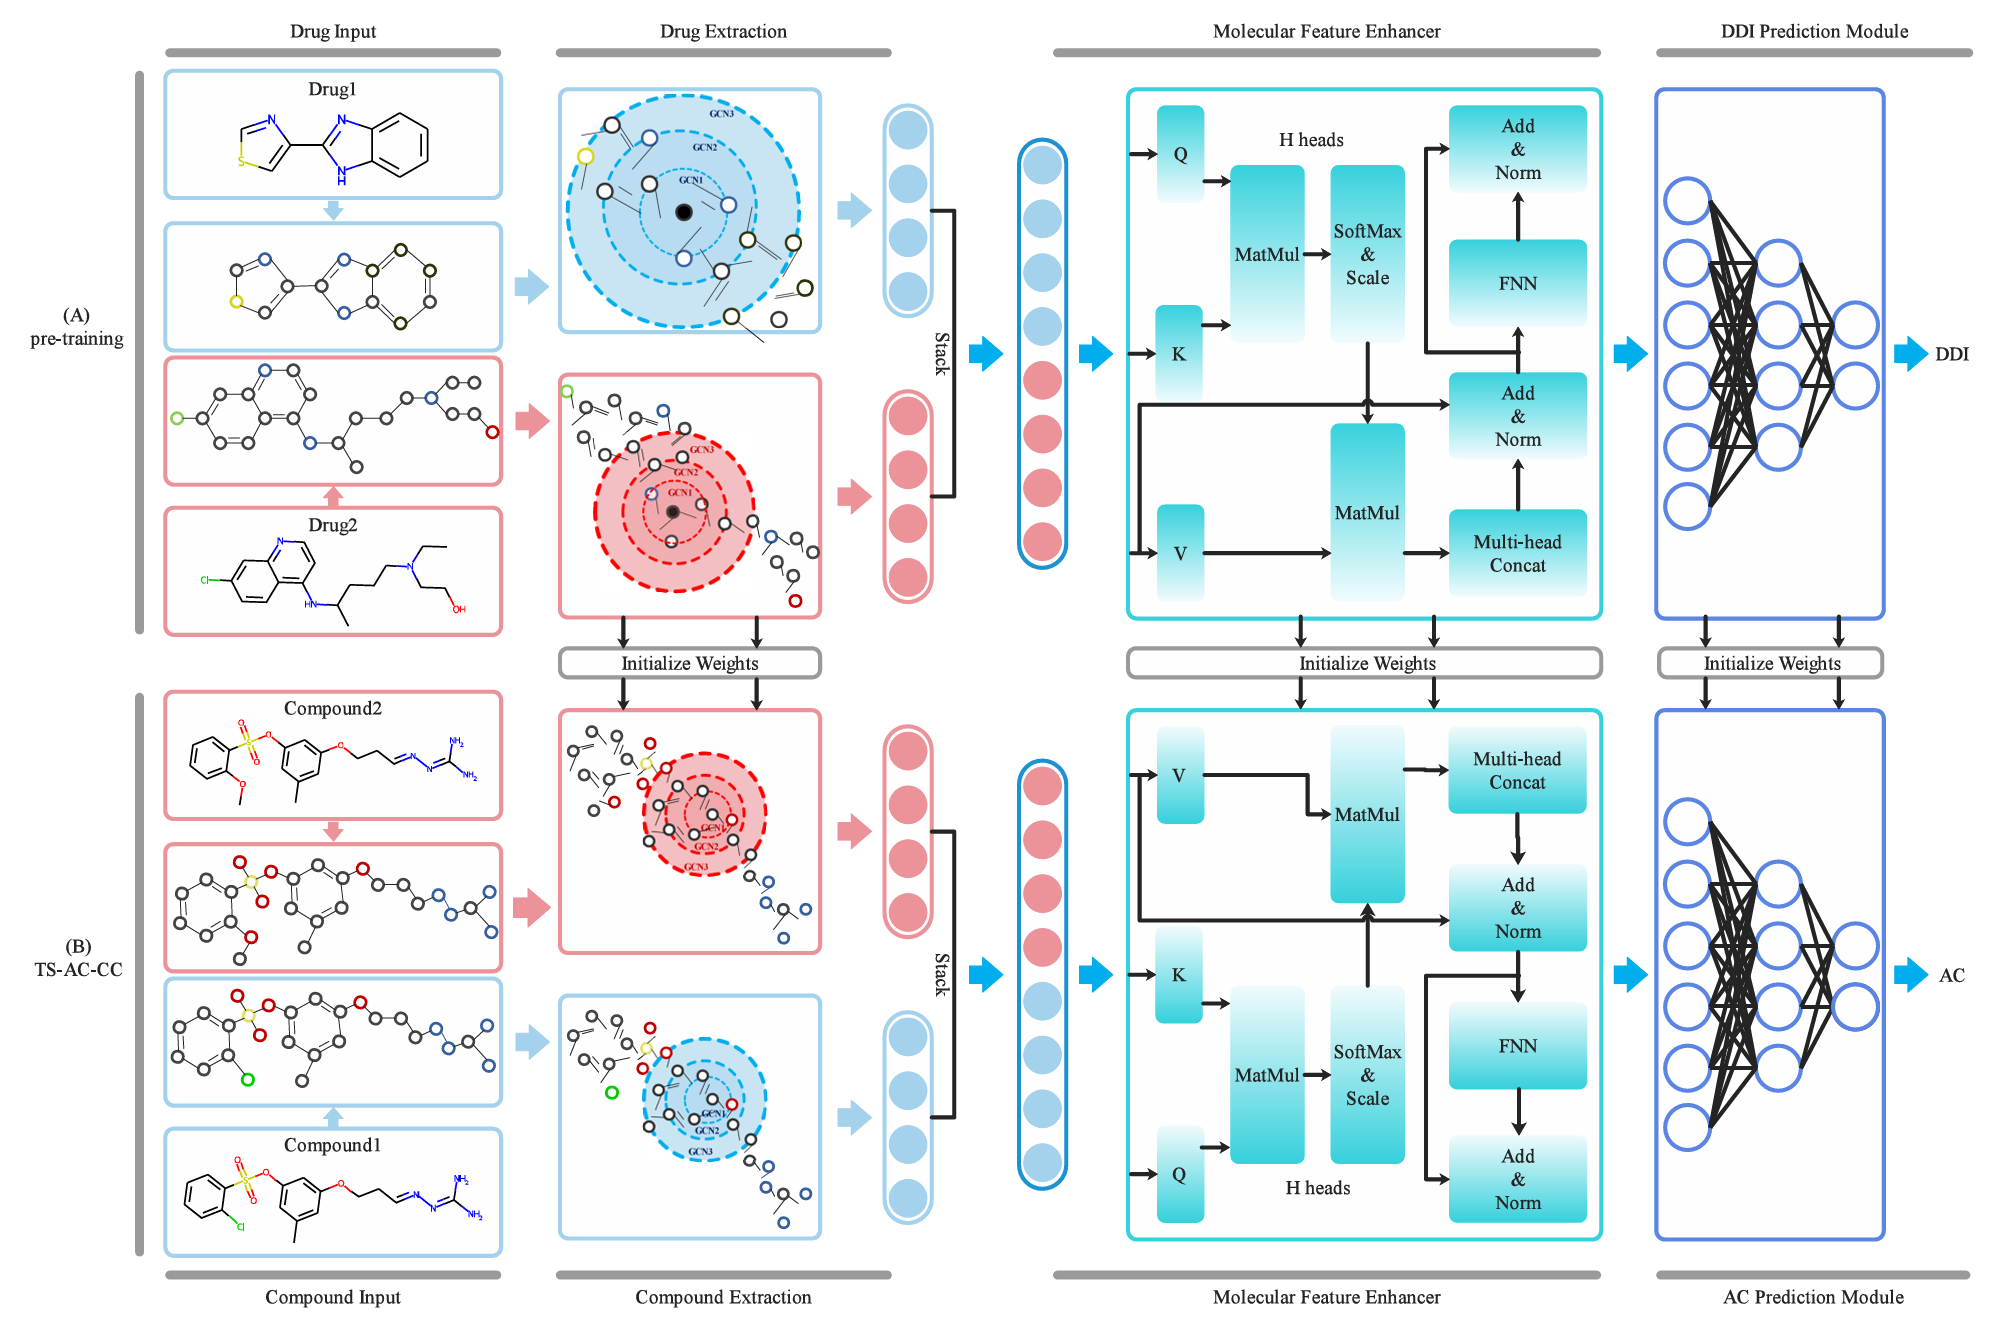 Drug Input
Drug Extraction
Molecular Feature Enhancer
DDI Prediction Module
(A)
pre-training
Drug1
N
S
N
N
H
GCN3
GCN2
GCN1
Stack
GCN3
GCN2
GCN1
Drug2
Cl
N
HN
N
OH
Q
K
V
H heads
MatMul
SoftMax
&
Scale
MatMul
Add
&
Norm
FNN
Add
&
Norm
Multi-head
Concat
DDI
Initialize Weights
Initialize Weights
Initialize Weights
(B)
TS-AC-CC
Compound2
O
S
O
O
O
O
N
N
NH2
NH2
GCN1
GCN2
GCN3
Stack
GCN1
GCN2
GCN3
Compound1
O
S
O
O
Cl
O
N
N
NH2
NH2
V
K
Q
MatMul
MatMul
SoftMax
&
Scale
H heads
Multi-head
Concat
Add
&
Norm
FNN
Add
&
Norm
AC
Compound Input
Compound Extraction
Molecular Feature Enhancer
AC Prediction Module